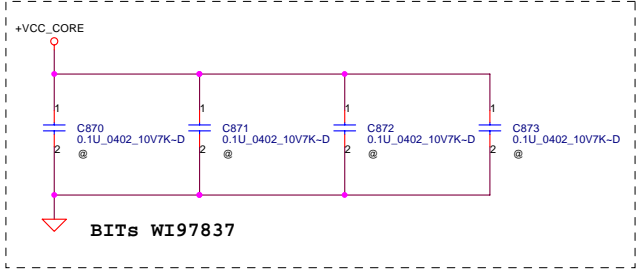 +VCC_CORE
1
1
1
1
C870
0.1U_0402_10V7K~D
C871
0.1U_0402_10V7K~D
C872
0.1U_0402_10V7K~D
C873
0.1U_0402_10V7K~D
2
@
2
@
2
@
2
@
BITs WI97837